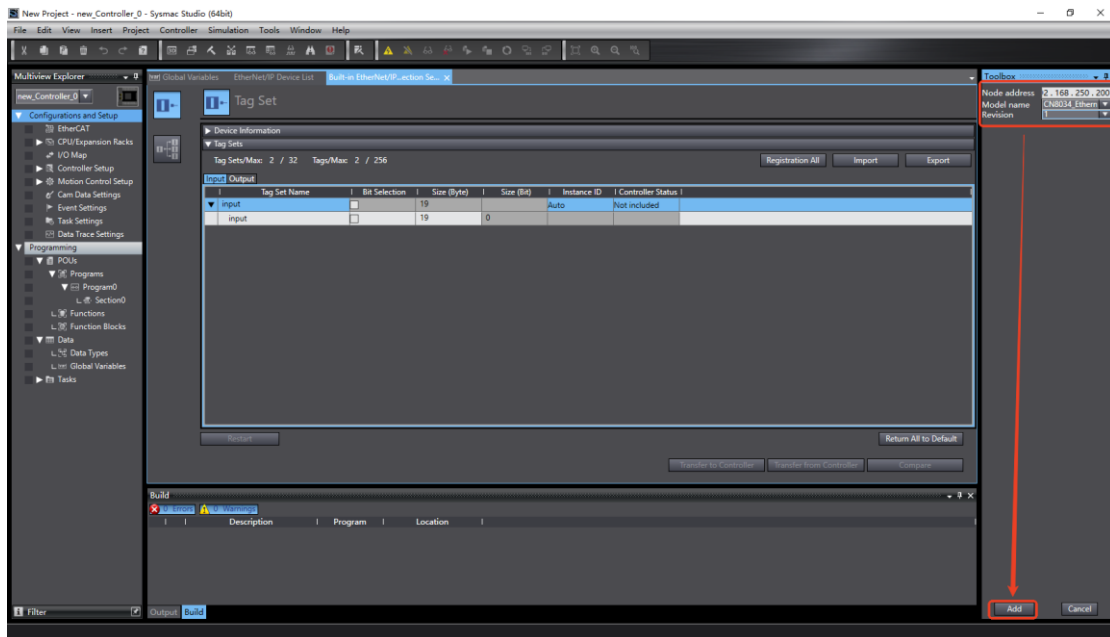 New Project - new_Controller_0 - Sysmac Studio (64bit)
File Edit View Insert Project Controller Simulation Tools Window Help
Multiview Explorer
new_Controller_0
Configurations and Setup
EtherCAT
CPU/Expansion Racks
I/O Map
Controller Setup
Motion Control Setup
Cam Data Settings
Event Settings
Task Settings
Data Trace Settings
Programming
POUs
Programs
Program0
Section0
Functions
Function Blocks
Data
Data Types
Global Variables
Tasks
Filter
Global Variables EtherNet/IP Device List Built-in EtherNet/IP...ection Se... x
Tag Set
Device Information
Tag Sets
Tag Sets/Max: 2 / 32 Tags/Max: 2 / 256 Registration All Import Export
Input Output
Tag Set Name Bit Selection Size (Byte) Size (Bit) Instance ID Controller Status
input 19 Auto Not included
input 19 0
Restart Return All to Default
Transfer to Controller Transfer from Controller Compare
Build
0 Errors 0 Warnings
Description Program Location
Output Build
Toolbox
Node address 2 . 168 . 250 . 200
Model name CN8034_Ethern
Revision 1
Add Cancel